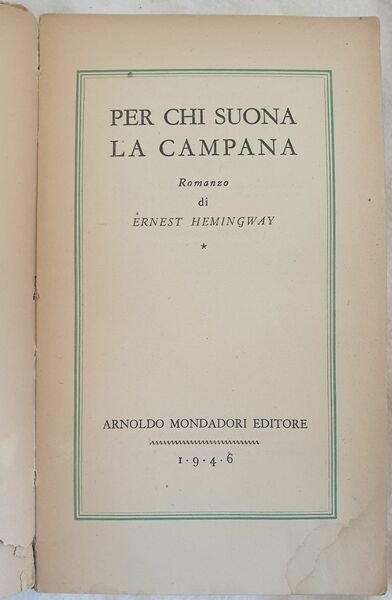 PER CHI SUONA
LA CAMPANA
Romanzo
di
ERNEST HEMINGWAY
*
ARNOLDO MONDADORI EDITORE
1·9·4·6